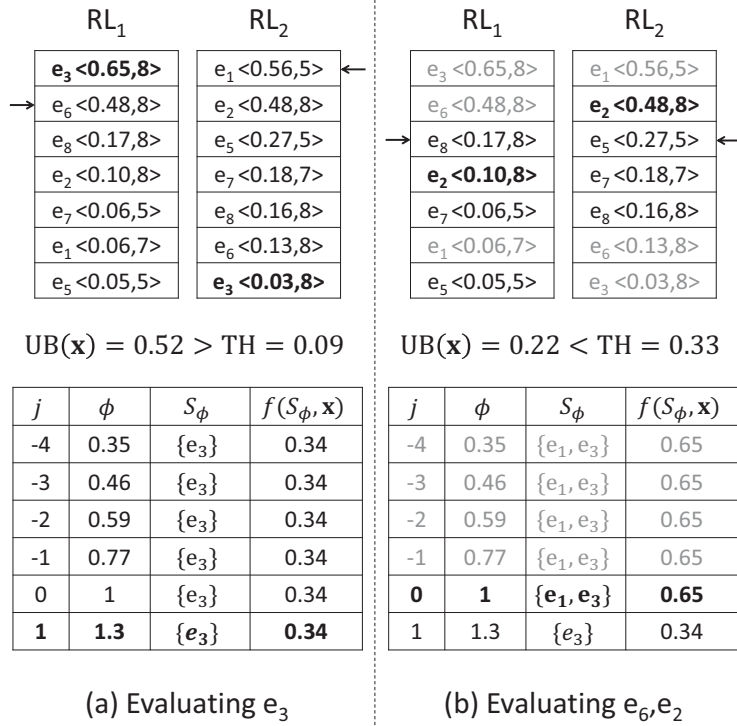 RL₁ RL₂
e₃<0.65,8> e₁<0.56,5>
e₆<0.48,8> e₂<0.48,8>
e₈<0.17,8> e₅<0.27,5>
e₂<0.10,8> e₇<0.18,7>
e₇<0.06,5> e₈<0.16,8>
e₁<0.06,7> e₆<0.13,8>
e₅<0.05,5> e₃<0.03,8>
UB(x) = 0.52 > TH = 0.09
j ϕ S_ϕ f(S_ϕ, x)
-4 0.35 {e₃} 0.34
-3 0.46 {e₃} 0.34
-2 0.59 {e₃} 0.34
-1 0.77 {e₃} 0.34
0 1 {e₃} 0.34
1 1.3 {e₃} 0.34
(a) Evaluating e₃
RL₁ RL₂
e₃<0.65,8> e₁<0.56,5>
e₆<0.48,8> e₂<0.48,8>
e₈<0.17,8> e₅<0.27,5>
e₂<0.10,8> e₇<0.18,7>
e₇<0.06,5> e₈<0.16,8>
e₁<0.06,7> e₆<0.13,8>
e₅<0.05,5> e₃<0.03,8>
UB(x) = 0.22 < TH = 0.33
j ϕ S_ϕ f(S_ϕ, x)
-4 0.35 {e₁, e₃} 0.65
-3 0.46 {e₁, e₃} 0.65
-2 0.59 {e₁, e₃} 0.65
-1 0.77 {e₁, e₃} 0.65
0 1 {e₁, e₃} 0.65
1 1.3 {e₃} 0.34
(b) Evaluating e₆,e₂